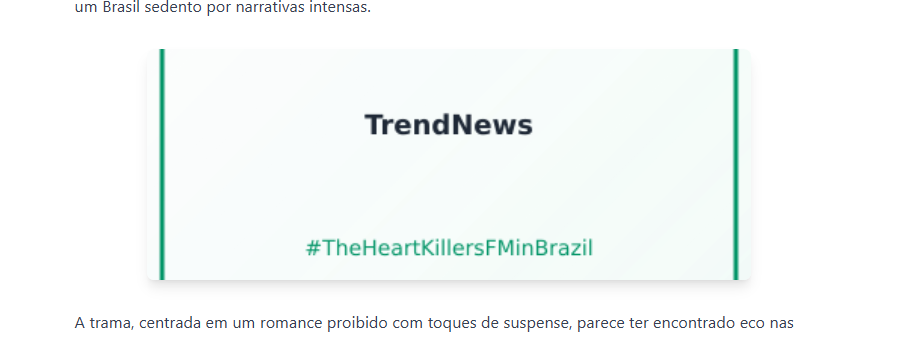 um Brasil sedento por narrativas intensas.
TrendNews
#TheHeartKillersFMinBrazil
A trama, centrada em um romance proibido com toques de suspense, parece ter encontrado eco nas